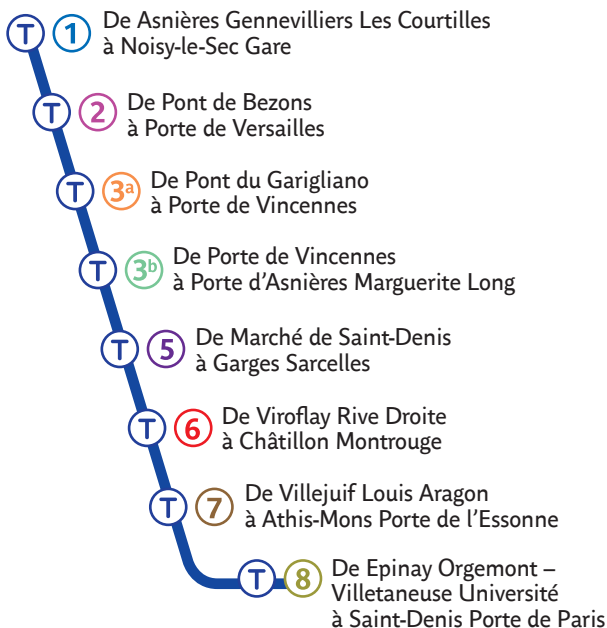 T 1 De Asnières Gennevilliers Les Courtilles
à Noisy-le-Sec Gare
T 2 De Pont de Bezons
à Porte de Versailles
T 3a De Pont du Garigliano
à Porte de Vincennes
T 3b De Porte de Vincennes
à Porte d'Asnières Marguerite Long
T 5 De Marché de Saint-Denis
à Garges Sarcelles
T 6 De Viroflay Rive Droite
à Châtillon Montrouge
T 7 De Villejuif Louis Aragon
à Athis-Mons Porte de l'Essonne
T 8 De Epinay Orgemont –
Villetaneuse Université
à Saint-Denis Porte de Paris